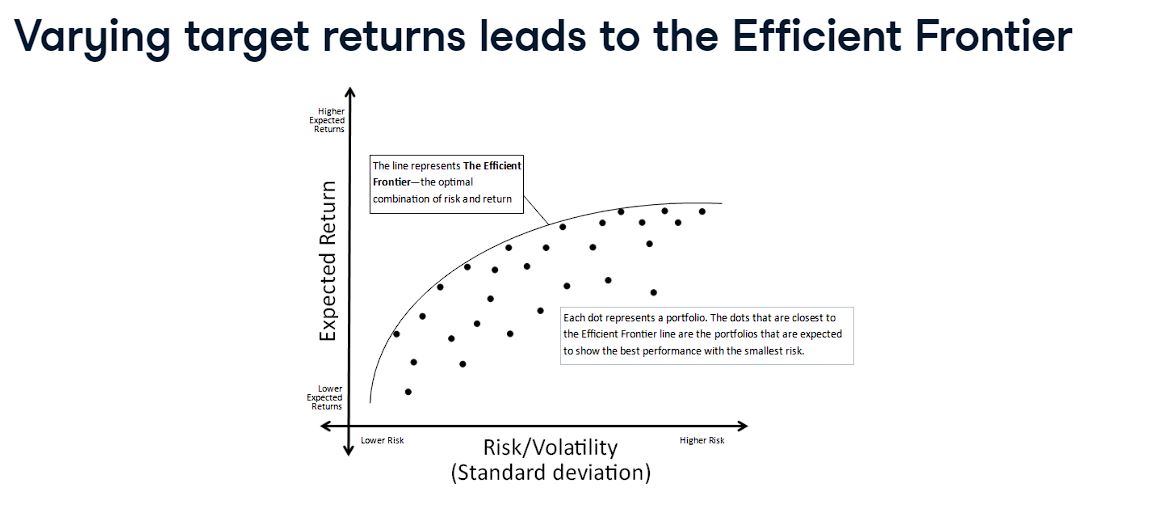 Varying target returns leads to the Efficient Frontier
Higher
Expected
Returns
The line represents The Efficient
Frontier—the optimal
combination of risk and return
Expected Return
Each dot represents a portfolio. The dots that are closest to
the Efficient Frontier line are the portfolios that are expected
to show the best performance with the smallest risk.
Lower
Expected
Returns
Lower Risk
Higher Risk
Risk/Volatility
(Standard deviation)